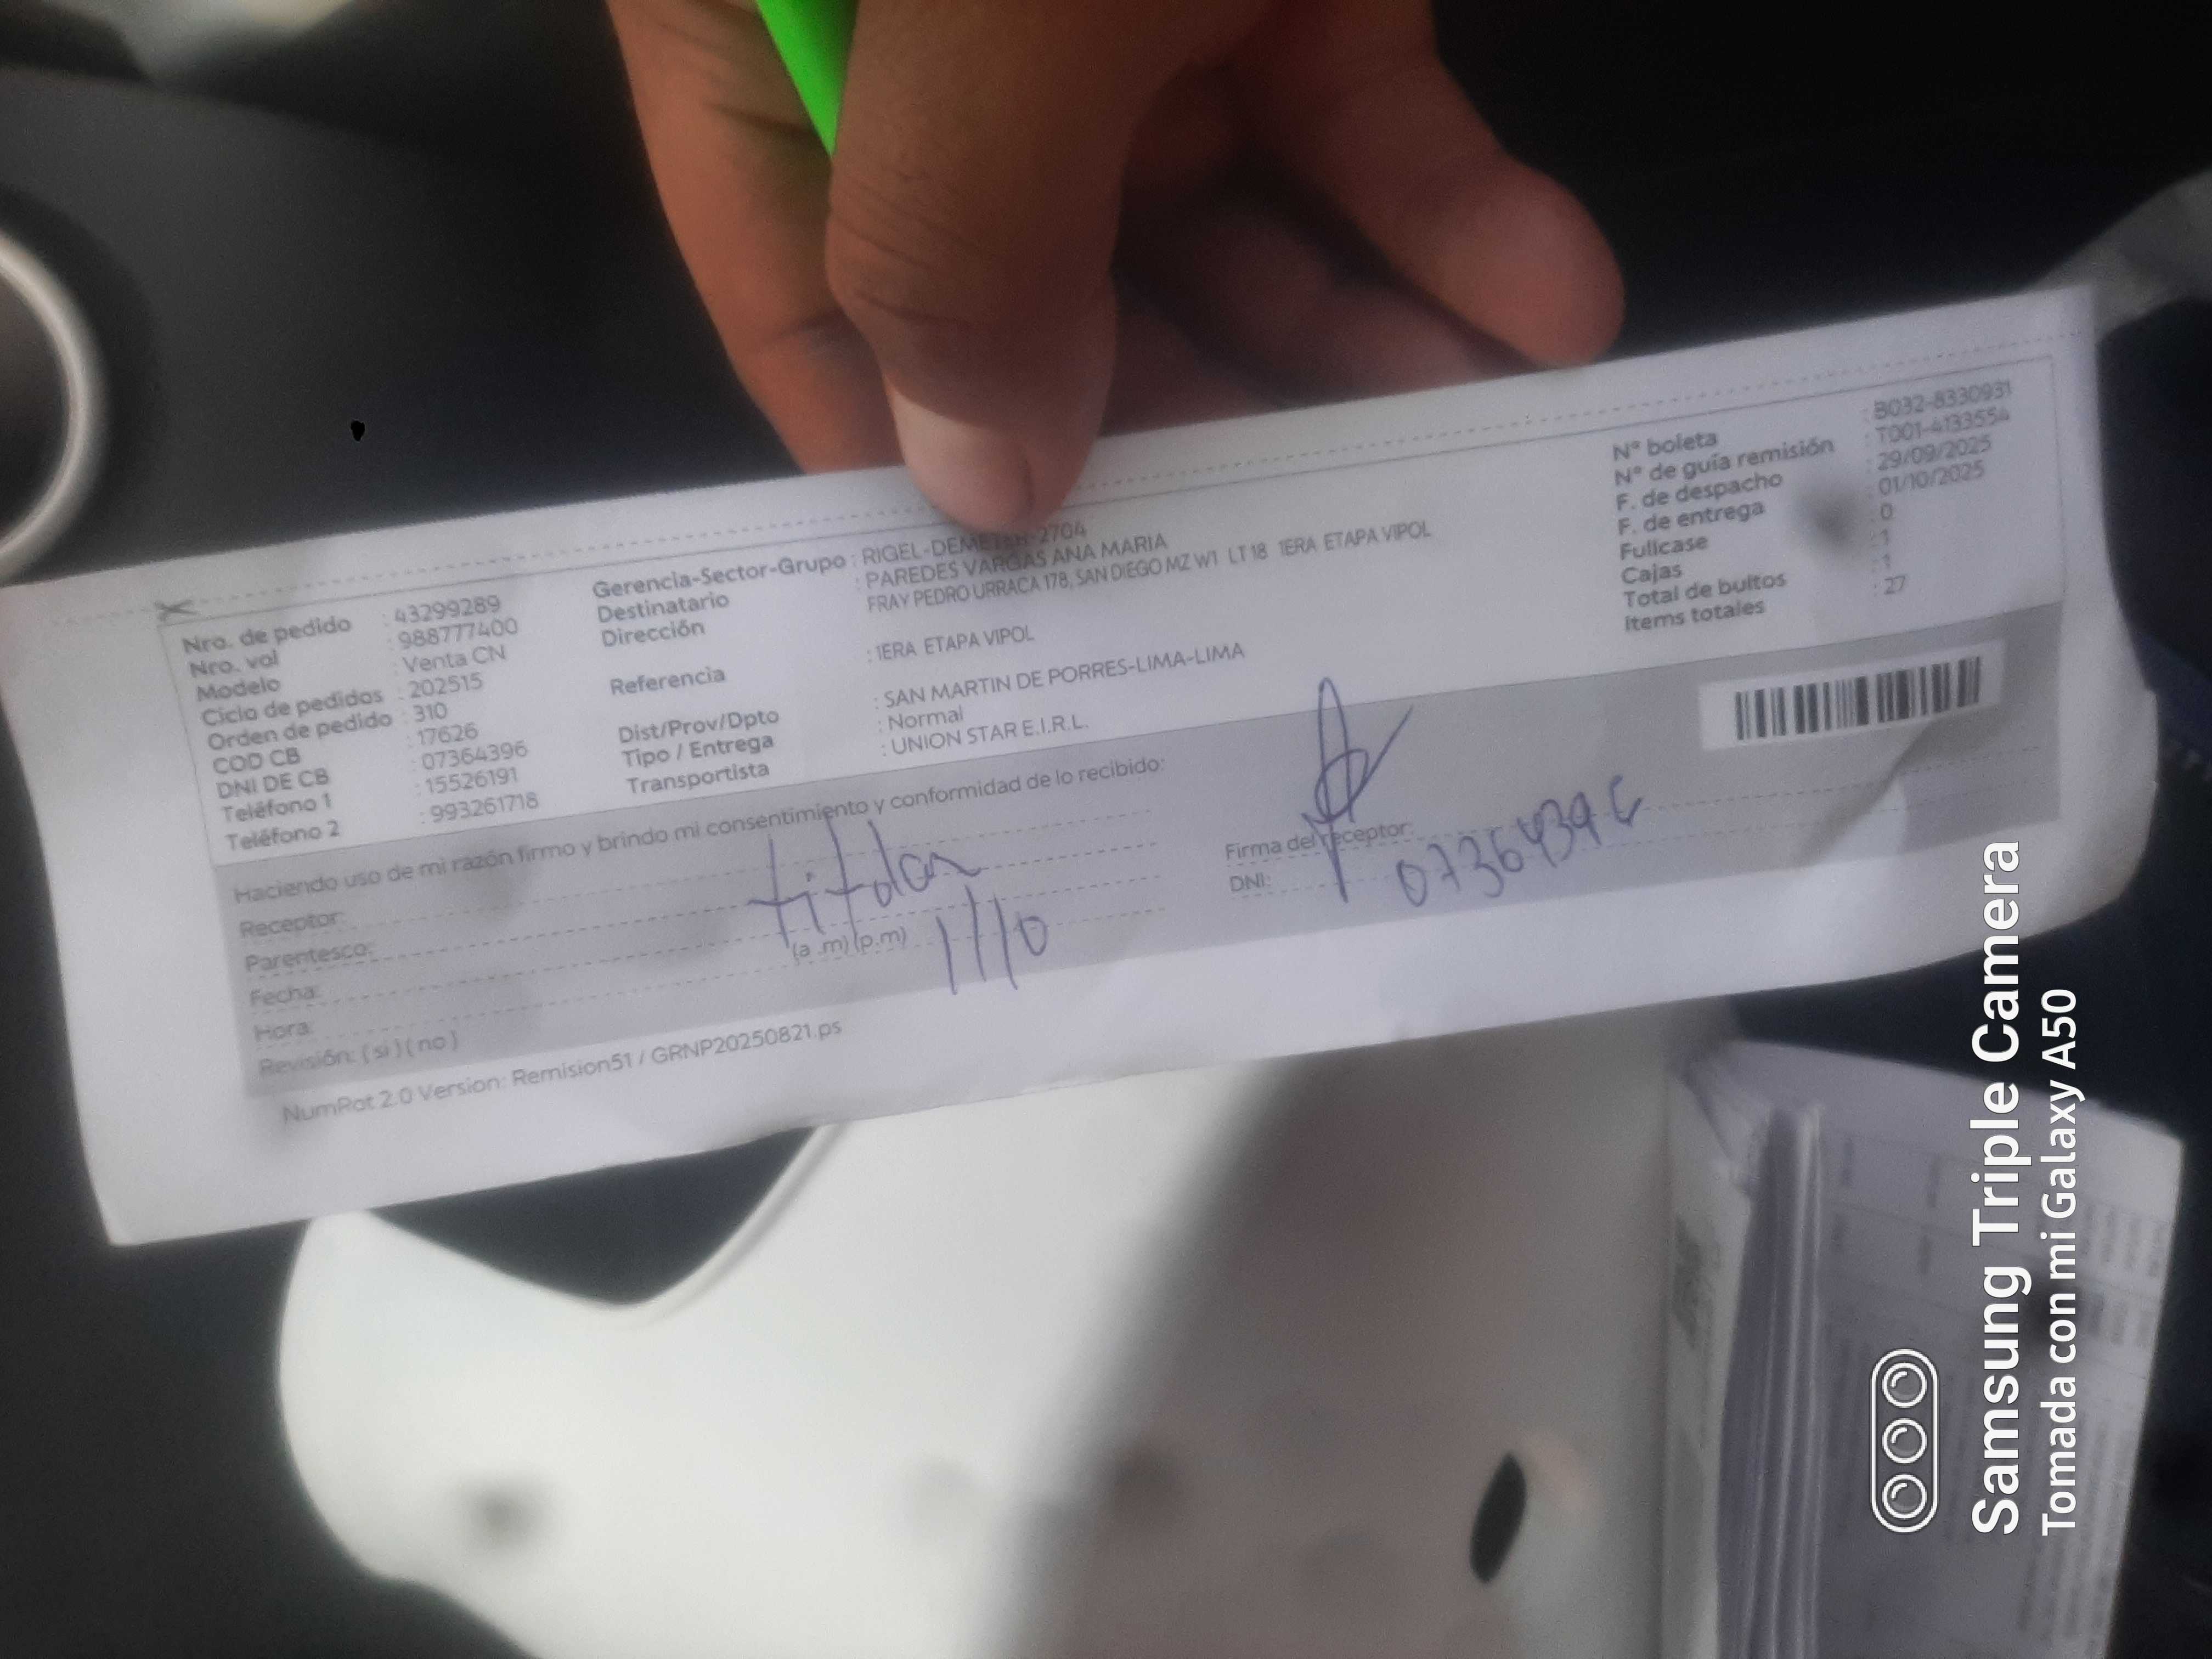 Nro. de pedido : 43299289
Nro. vol : 988777400
Modelo : Venta CN
Ciclo de pedidos : 202515
Orden de pedido : 310
COD CB : 17626
DNI DE CB : 07364396
Teléfono 1 : 15526191
Teléfono 2 : 993261718
Gerencia-Sector-Grupo : RIGEL-DEMETER-2704
Destinatario : PAREDES VARGAS ANA MARIA
Dirección : FRAY PEDRO URRACA 178, SAN DIEGO MZ W1 LT 18 1ERA ETAPA VIPOL
Referencia : 1ERA ETAPA VIPOL
Dist/Prov/Dpto : SAN MARTIN DE PORRES-LIMA-LIMA
Tipo / Entrega : Normal
Transportista : UNION STAR E.I.R.L.
N° boleta : B032-8330931
N° de guía remisión : T001-4133554
F. de despacho : 29/09/2025
F. de entrega : 01/10/2025
Fullcase : 0
Cajas : 1
Total de bultos : 1
Items totales : 27
Haciendo uso de mi razón firmo y brindo mi consentimiento y conformidad de lo recibido:
Receptor:
Parentesco: titular
Fecha: 1/10
Hora: (a .m) (p.m)
Revisión: ( si ) ( no )
Firma del receptor:
DNI: 07364396
NumRot 2.0 Version: Remision51 / GRNP20250821.ps
Samsung Triple Camera
Tomada con mi Galaxy A50